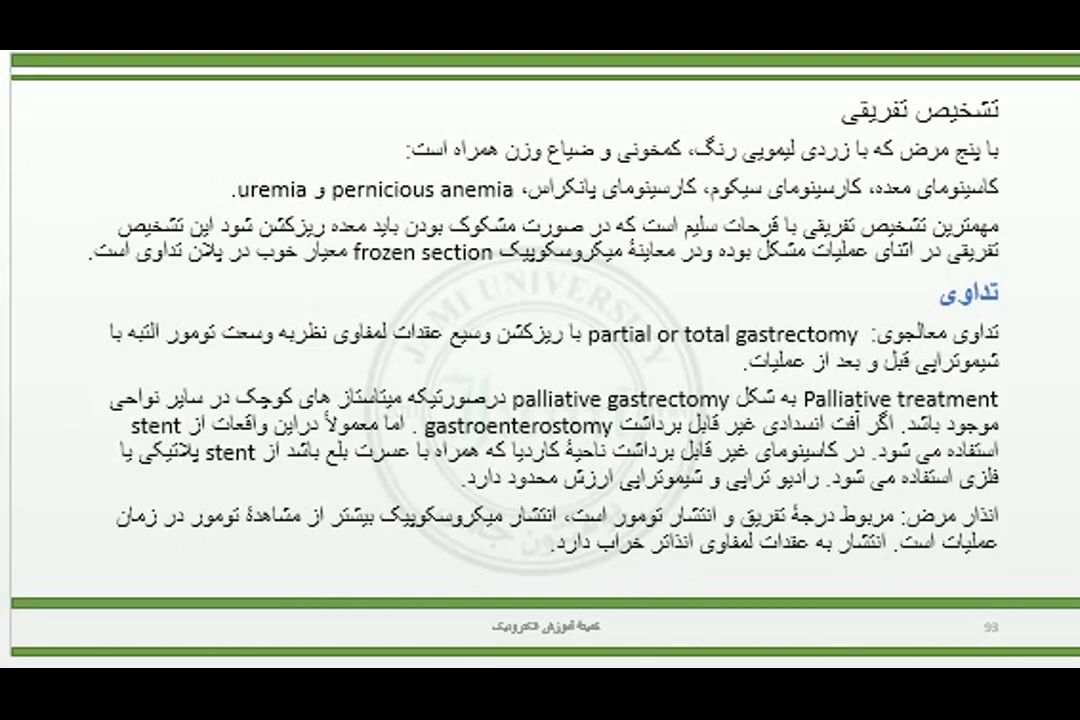 تشخیص تفریقی
با پنج مرض که با زردی لیمویی رنگ، کمخونی و ضیاع وزن همراه است:
کاسینومای معده، کارسینومای سیکوم، کارسینومای پانکراس، pernicious anemia و uremia.
مهمترین تشخیص تفریقی با قرحات سلیم است که در صورت مشکوک بودن باید معده ریزکشن شود این تشخیص
تفریقی در اثنای عملیات مشکل بوده ودر معاینهٔ میکروسکوپیک frozen section معیار خوب در پلان تداوی است.
تداوی
تداوی معالجوی: partial or total gastrectomy با ریزکشن وسیع عقدات لمفاوی نظربه وسعت تومور البته با
شیموتراپی قبل و بعد از عملیات.
Palliative treatment به شکل palliative gastrectomy درصورتیکه میتاستاز های کوچک در سایر نواحی
موجود باشد. اگر آفت انسدادی غیر قابل برداشت gastroenterostomy . اما معمولاً دراین واقعات از stent
استفاده می شود. در کاسینومای غیر قابل برداشت ناحیهٔ کاردیا که همراه با عسرت بلع باشد از stent پلاتیکی یا
فلزی استفاده می شود. رادیو تراپی و شیموتراپی ارزش محدود دارد.
انذار مرض: مربوط درجهٔ تفریق و انتشار تومور است، انتشار میکروسکوپیک بیشتر از مشاهدهٔ تومور در زمان
عملیات است. انتشار به عقدات لمفاوی انذاتر خراب دارد.
کمیتهٔ آموزش الکترونیک
93
JAMI UNIVERSITY